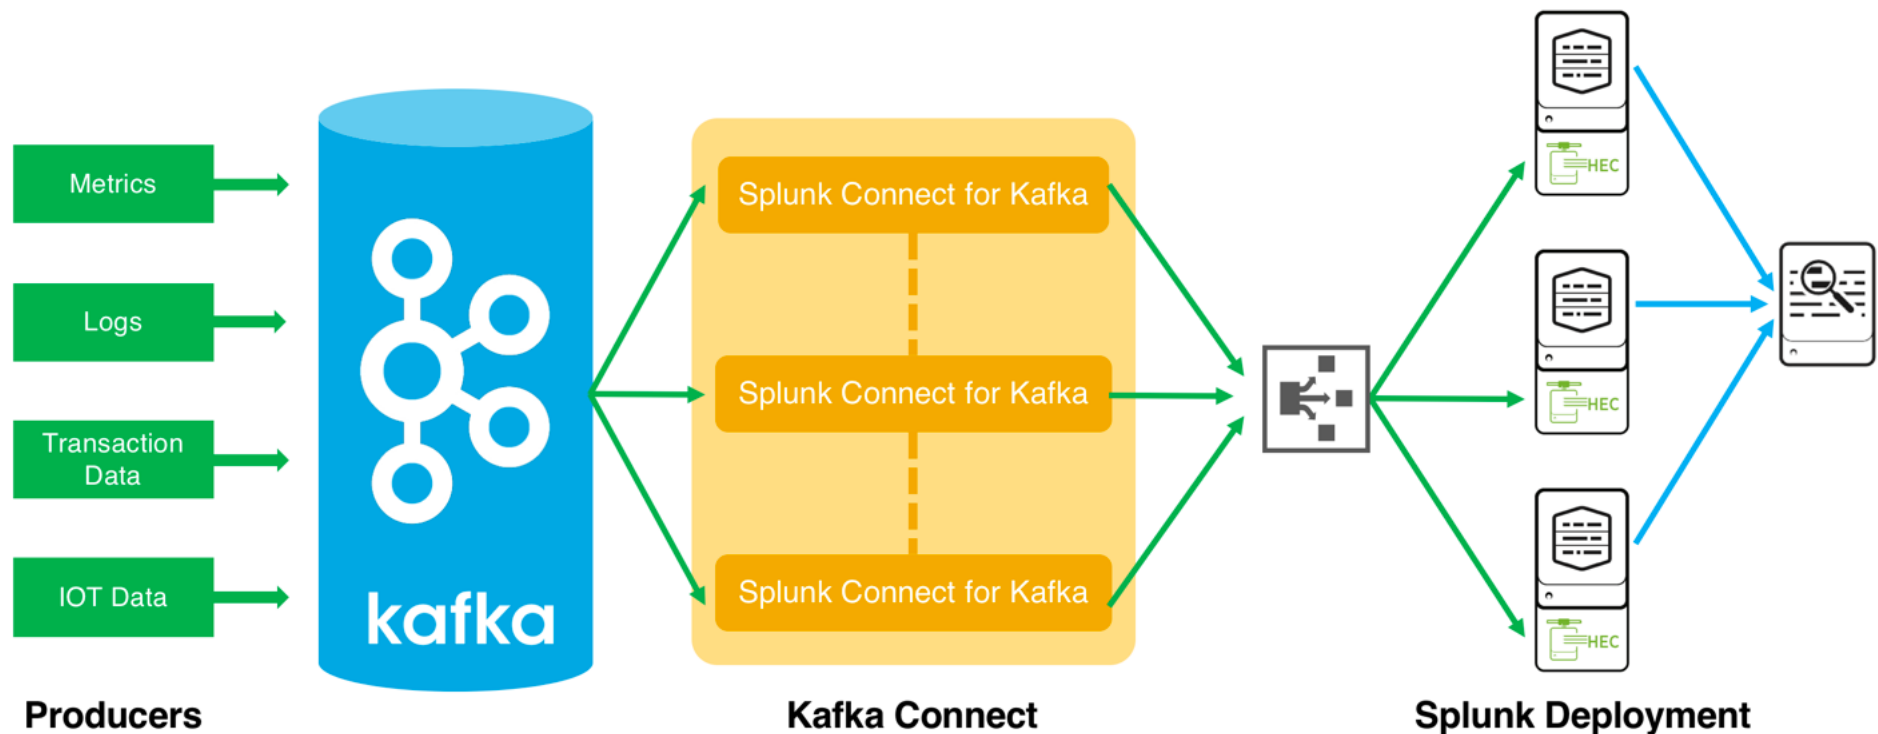 Metrics
Logs
Transaction
Data
IOT Data
Producers
kafka
Splunk Connect for Kafka
Splunk Connect for Kafka
Splunk Connect for Kafka
Kafka Connect
HEC
HEC
HEC
Splunk Deployment